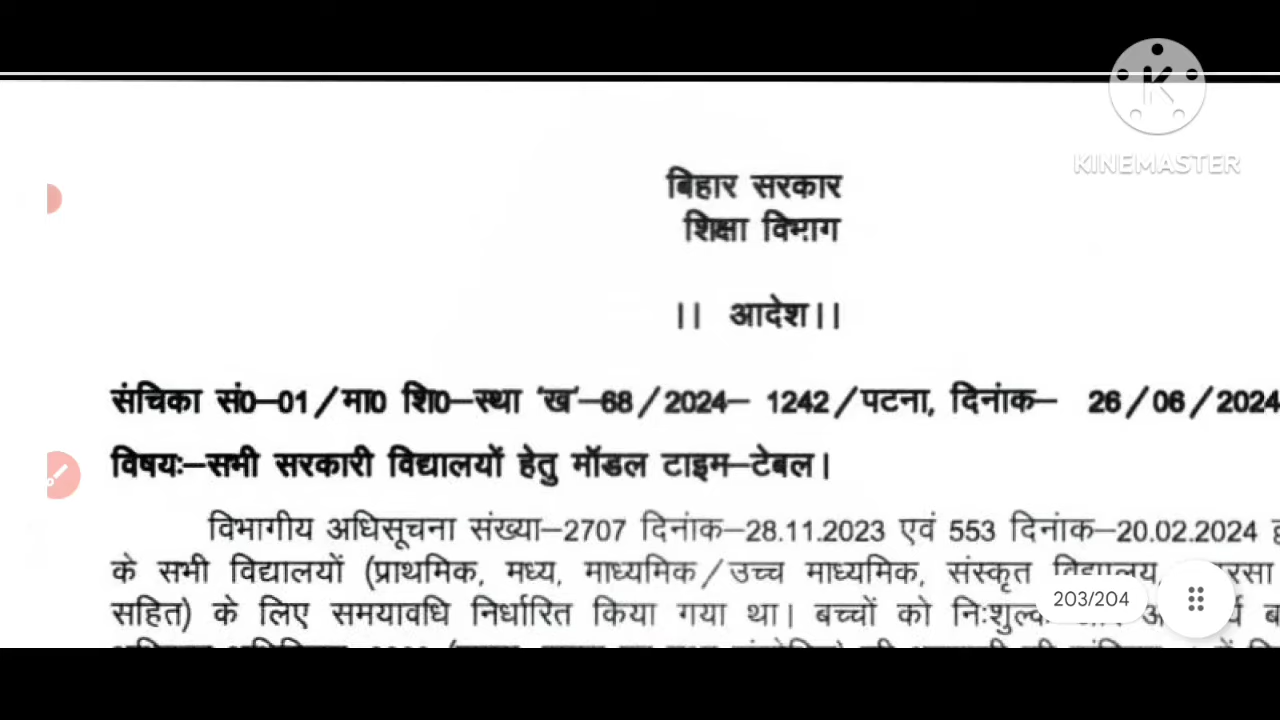 KINEMASTER
बिहार सरकार
शिक्षा विभाग
।। आदेश।।
संचिका सं0–01/मा0 शि0–स्था 'ख'–68/2024– 1242/पटना, दिनांक– 26/06/2024
विषयः–सभी सरकारी विद्यालयों हेतु मॉडल टाइम–टेबल।
विभागीय अधिसूचना संख्या–2707 दिनांक–28.11.2023 एवं 553 दिनांक–20.02.2024
के सभी विद्यालयों (प्राथमिक, मध्य, माध्यमिक/उच्च माध्यमिक, संस्कृत विद्यालय,
203/204
सहित) के लिए समयावधि निर्धारित किया गया था। बच्चों को